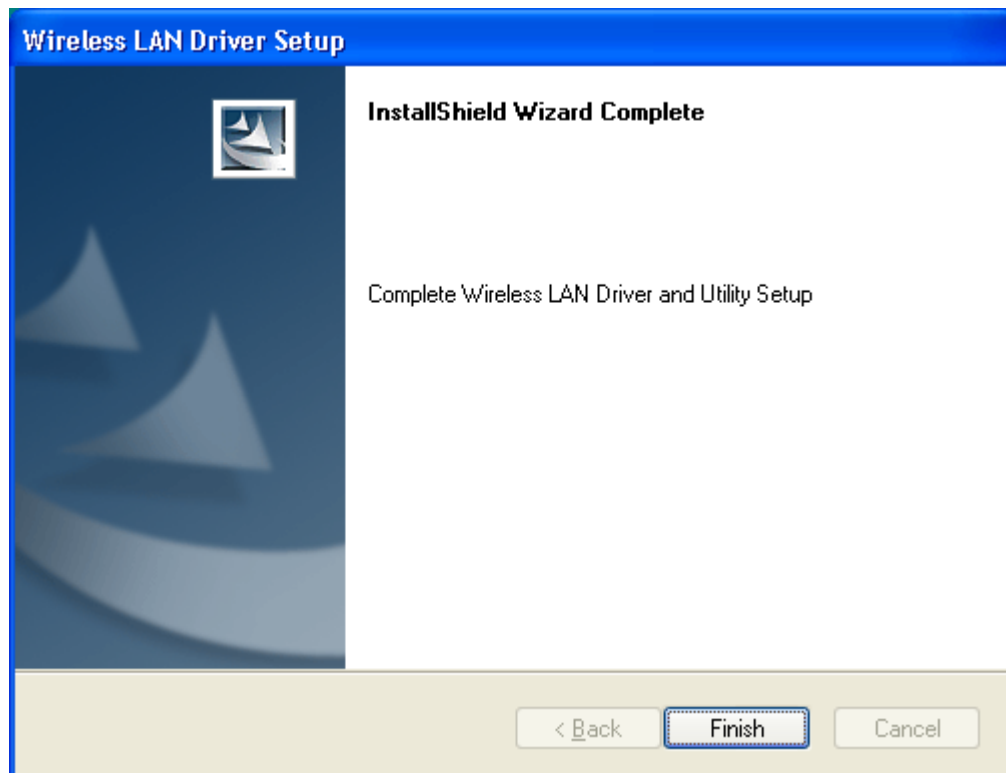 Wireless LAN Driver Setup
InstallShield Wizard Complete
Complete Wireless LAN Driver and Utility Setup
< Back
Finish
Cancel